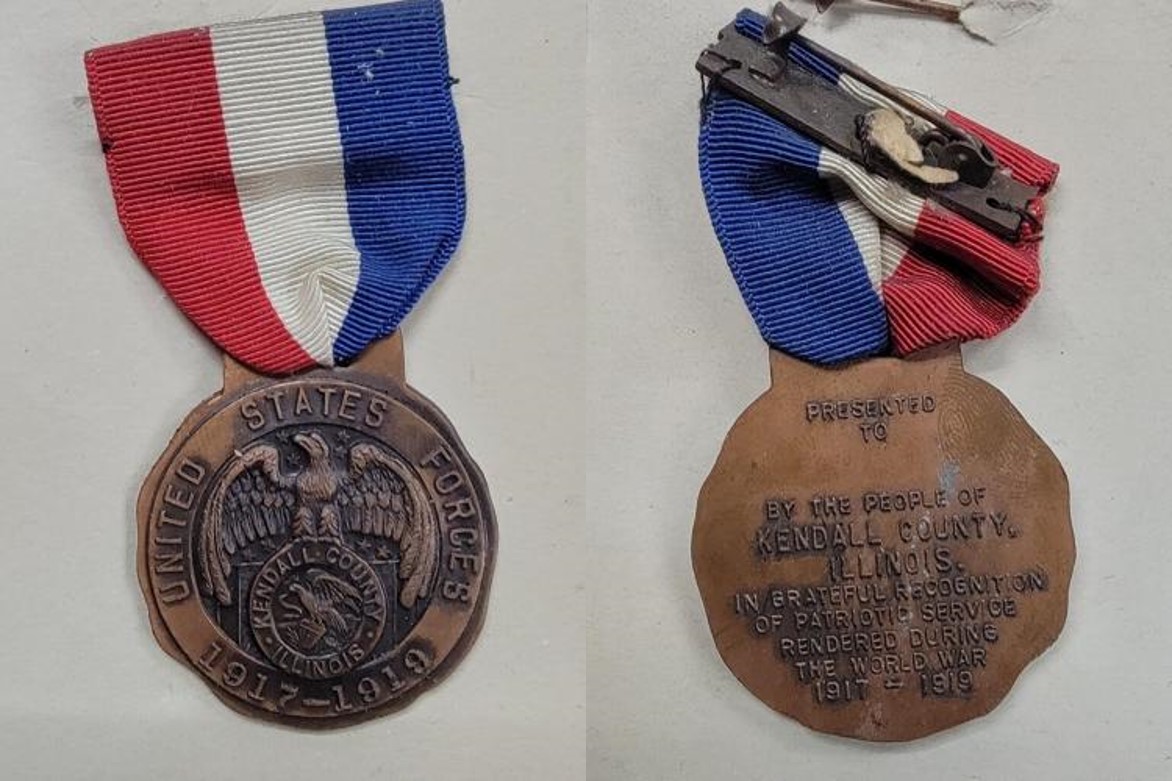 UNITED STATES FORCES
KENDALL COUNTY
ILLINOIS
1917-1919
PRESENTED
TO
BY THE PEOPLE OF
KENDALL COUNTY,
ILLINOIS.
IN GRATEFUL RECOGNITION
OF PATRIOTIC SERVICE
RENDERED DURING
THE WORLD WAR
1917 - 1919